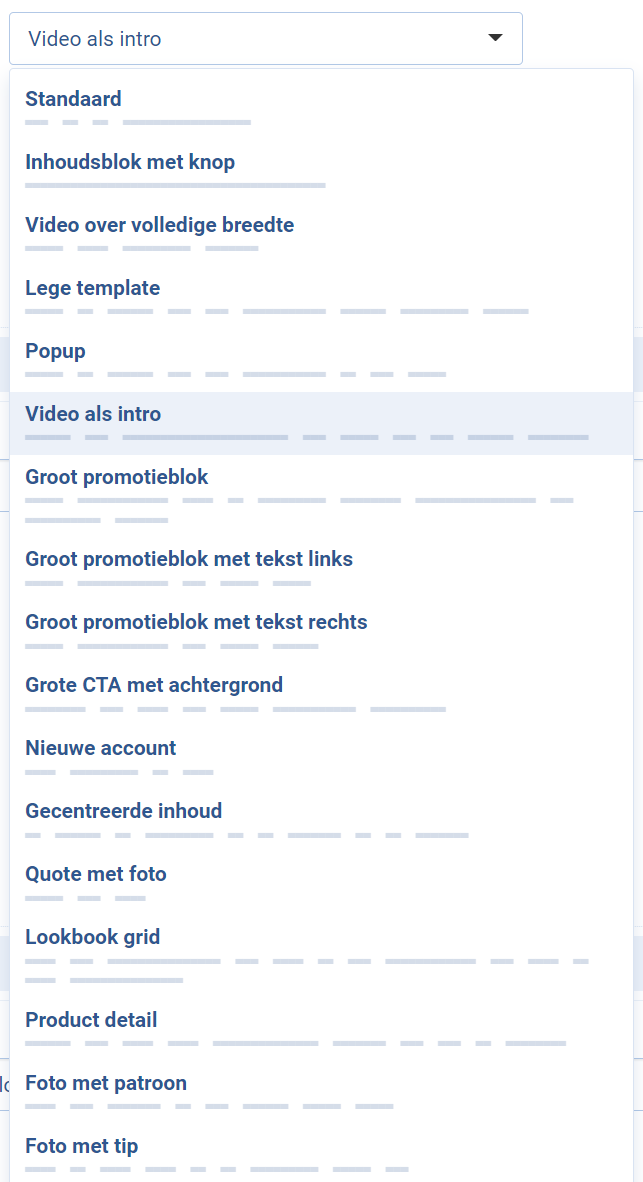 Video als intro
Standaard
Inhoudsblok met knop
Video over volledige breedte
Lege template
Popup
Video als intro
Groot promotieblok
Groot promotieblok met tekst links
Groot promotieblok met tekst rechts
Grote CTA met achtergrond
Nieuwe account
Gecentreerde inhoud
Quote met foto
Lookbook grid
Product detail
Foto met patroon
Foto met tip